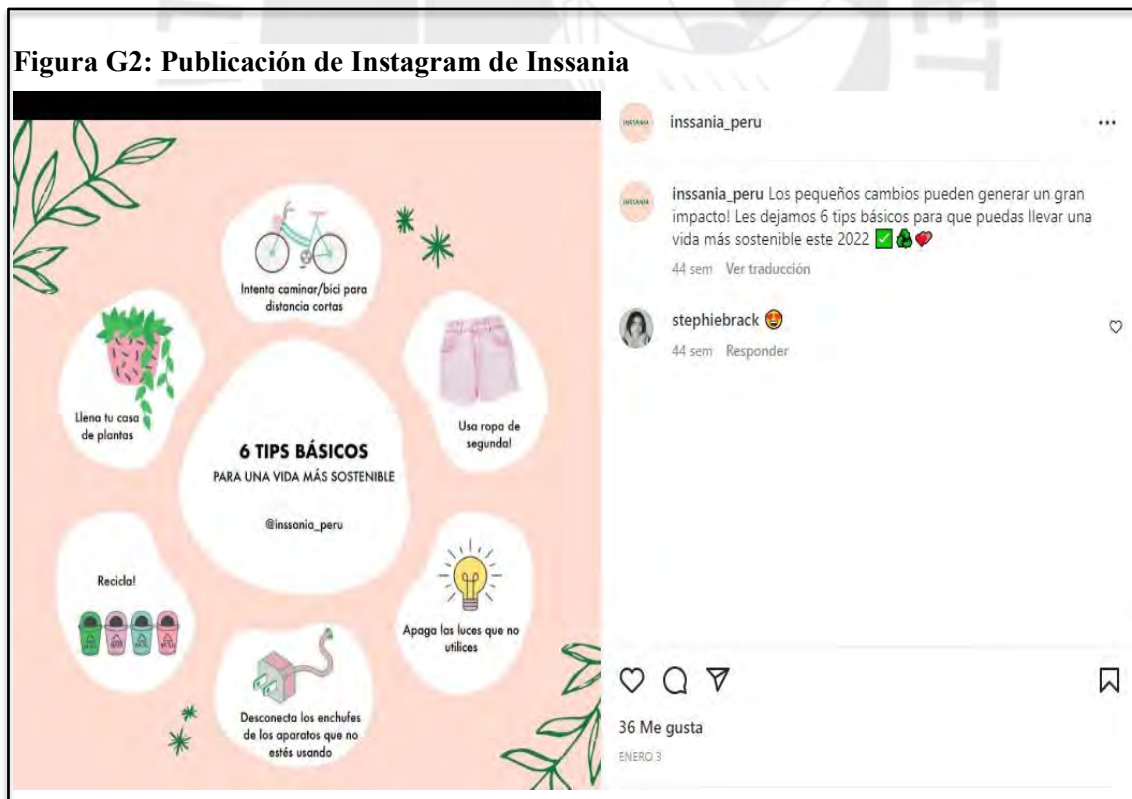 Figura G2: Publicación de Instagram de Inssania
Intenta caminar/bici para
distancia cortas
Llena tu casa
de plantas
Usa ropa de
segunda!
6 TIPS BÁSICOS
PARA UNA VIDA MÁS SOSTENIBLE
@inssania_peru
Recicla!
Apaga las luces que no
utilices
Desconecta los enchufes
de los aparatos que no
estés usando
INSSANIA
inssania_peru
INSSANIA
inssania_peru Los pequeños cambios pueden generar un gran
impacto! Les dejamos 6 tips básicos para que puedas llevar una
vida más sostenible este 2022 ✅♻💕
44 sem Ver traducción
stephiebrack 😍
44 sem Responder
36 Me gusta
ENERO 3